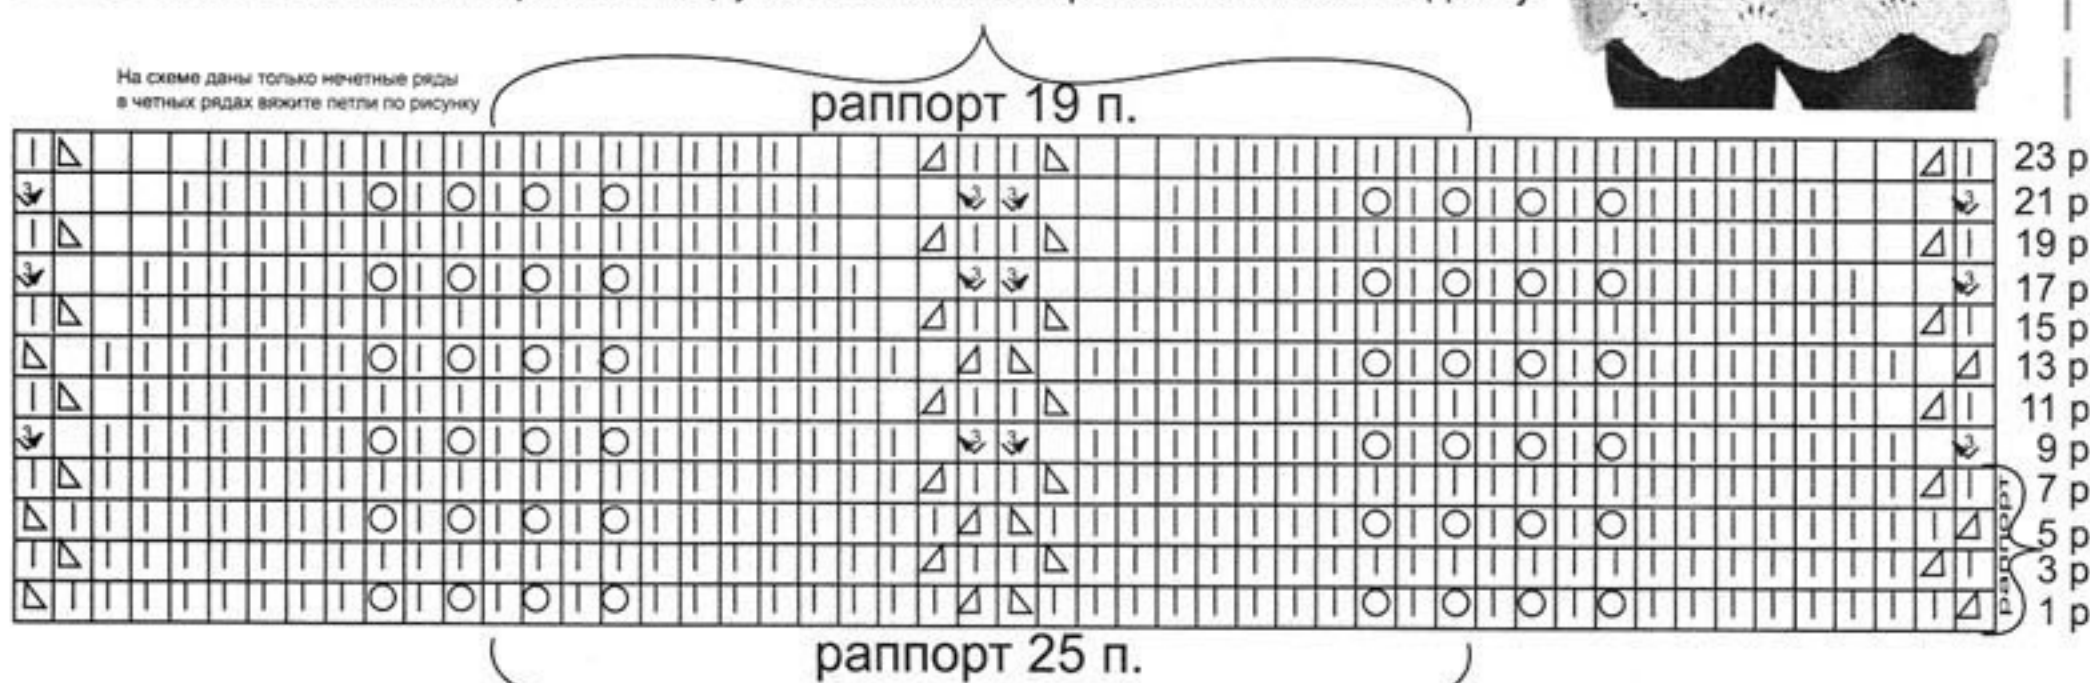 На схеме даны только нечетные ряды
в четных рядах вяжите петли по рисунку
раппорт 19 п.
23 р
21 р
19 р
17 р
15 р
13 р
11 р
9 р
7 р
5 р
3 р
1 р
раппорт
раппорт 25 п.